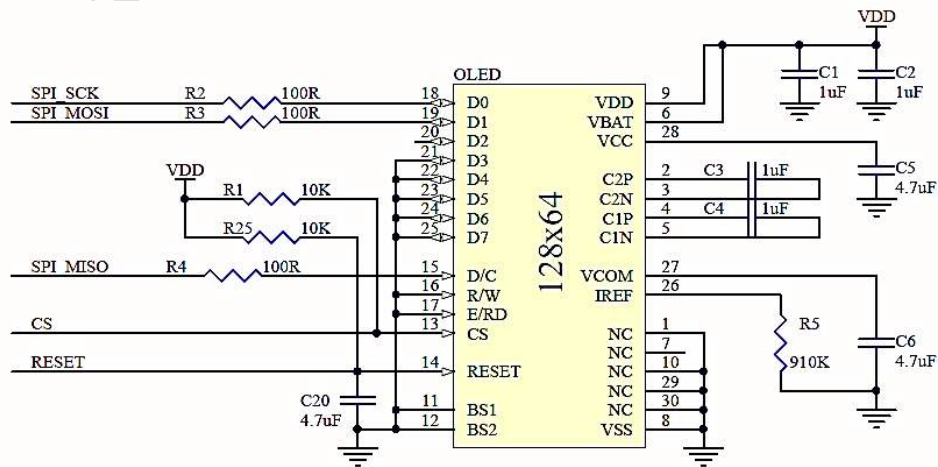 VDD
OLED
C1
1uF
C2
1uF
SPI_SCK R2 100R 18 D0 VDD 9
SPI_MOSI R3 100R 19 D1 VBAT 6
20 D2 VCC 28
21 D3
C5
4.7uF
VDD
22 D4 C2P 2 C3 1uF
R1 10K 23 D5 C2N 3
24 D6 C1P 4 C4 1uF
R25 10K 25 D7 C1N 5
128x64
SPI_MISO R4 100R 15 D/C VCOM 27
16 R/W IREF 26
17 E/RD
R5
910K
C6
4.7uF
CS 13 CS NC 1
NC 7
RESET 14 RESET NC 10
NC 29
C20
4.7uF
11 BS1 NC 30
12 BS2 VSS 8